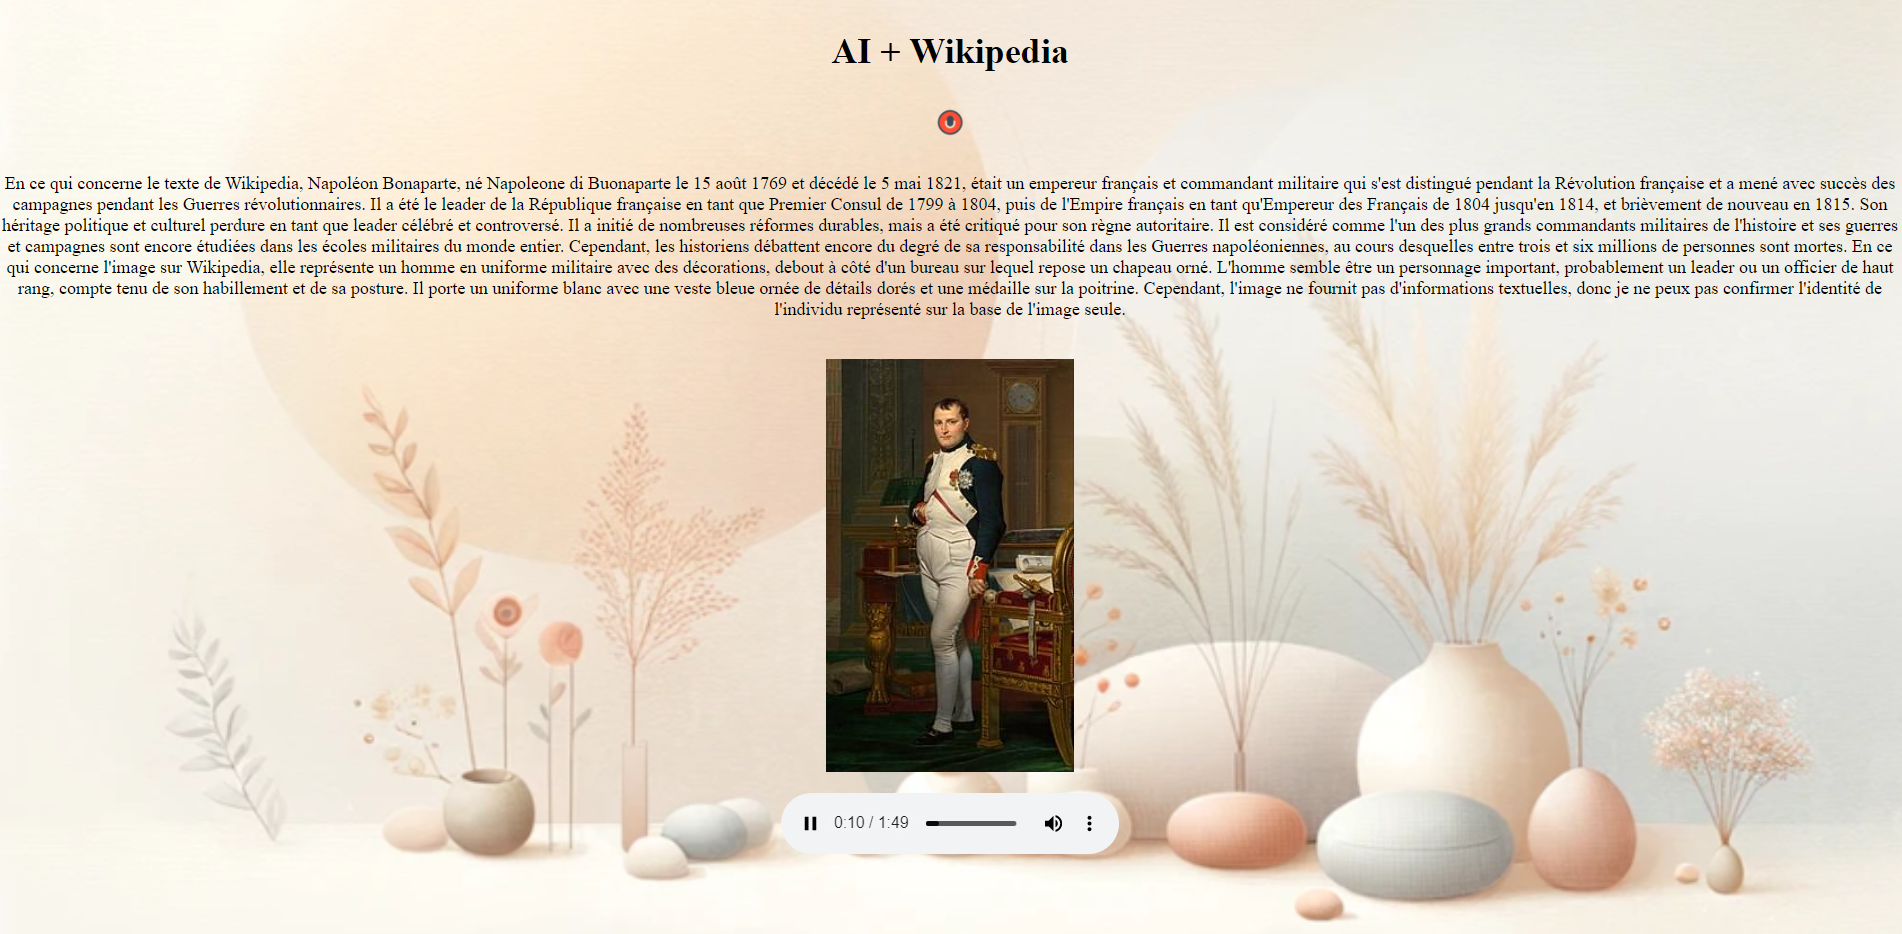 AI + Wikipedia
En ce qui concerne le texte de Wikipedia, Napoléon Bonaparte, né Napoleone di Buonaparte le 15 août 1769 et décédé le 5 mai 1821, était un empereur français et commandant militaire qui s'est distingué pendant la Révolution française et a mené avec succès des
campagnes pendant les Guerres révolutionnaires. Il a été le leader de la République française en tant que Premier Consul de 1799 à 1804, puis de l'Empire français en tant qu'Empereur des Français de 1804 jusqu'en 1814, et brièvement de nouveau en 1815. Son
héritage politique et culturel perdure en tant que leader célébré et controversé. Il a initié de nombreuses réformes durables, mais a été critiqué pour son règne autoritaire. Il est considéré comme l'un des plus grands commandants militaires de l'histoire et ses guerres
et campagnes sont encore étudiées dans les écoles militaires du monde entier. Cependant, les historiens débattent encore du degré de sa responsabilité dans les Guerres napoléoniennes, au cours desquelles entre trois et six millions de personnes sont mortes. En ce
qui concerne l'image sur Wikipedia, elle représente un homme en uniforme militaire avec des décorations, debout à côté d'un bureau sur lequel repose un chapeau orné. L'homme semble être un personnage important, probablement un leader ou un officier de haut
rang, compte tenu de son habillement et de sa posture. Il porte un uniforme blanc avec une veste bleue ornée de détails dorés et une médaille sur la poitrine. Cependant, l'image ne fournit pas d'informations textuelles, donc je ne peux pas confirmer l'identité de
l'individu représenté sur la base de l'image seule.
0:10 / 1:49